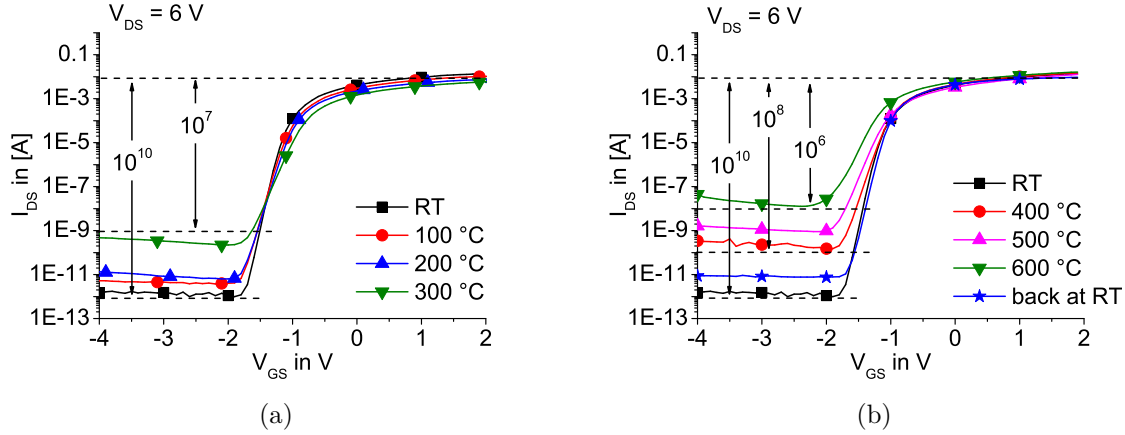 V_DS = 6 V
0.1
1E-3
1E-5
1E-7
1E-9
1E-11
1E-13
I_DS in [A]
10^10
10^7
RT
100 °C
200 °C
300 °C
-4 -3 -2 -1 0 1 2
V_GS in V
(a)
V_DS = 6 V
0.1
1E-3
1E-5
1E-7
1E-9
1E-11
1E-13
I_DS in [A]
10^10
10^8
10^6
RT
400 °C
500 °C
600 °C
back at RT
-4 -3 -2 -1 0 1 2
V_GS in V
(b)